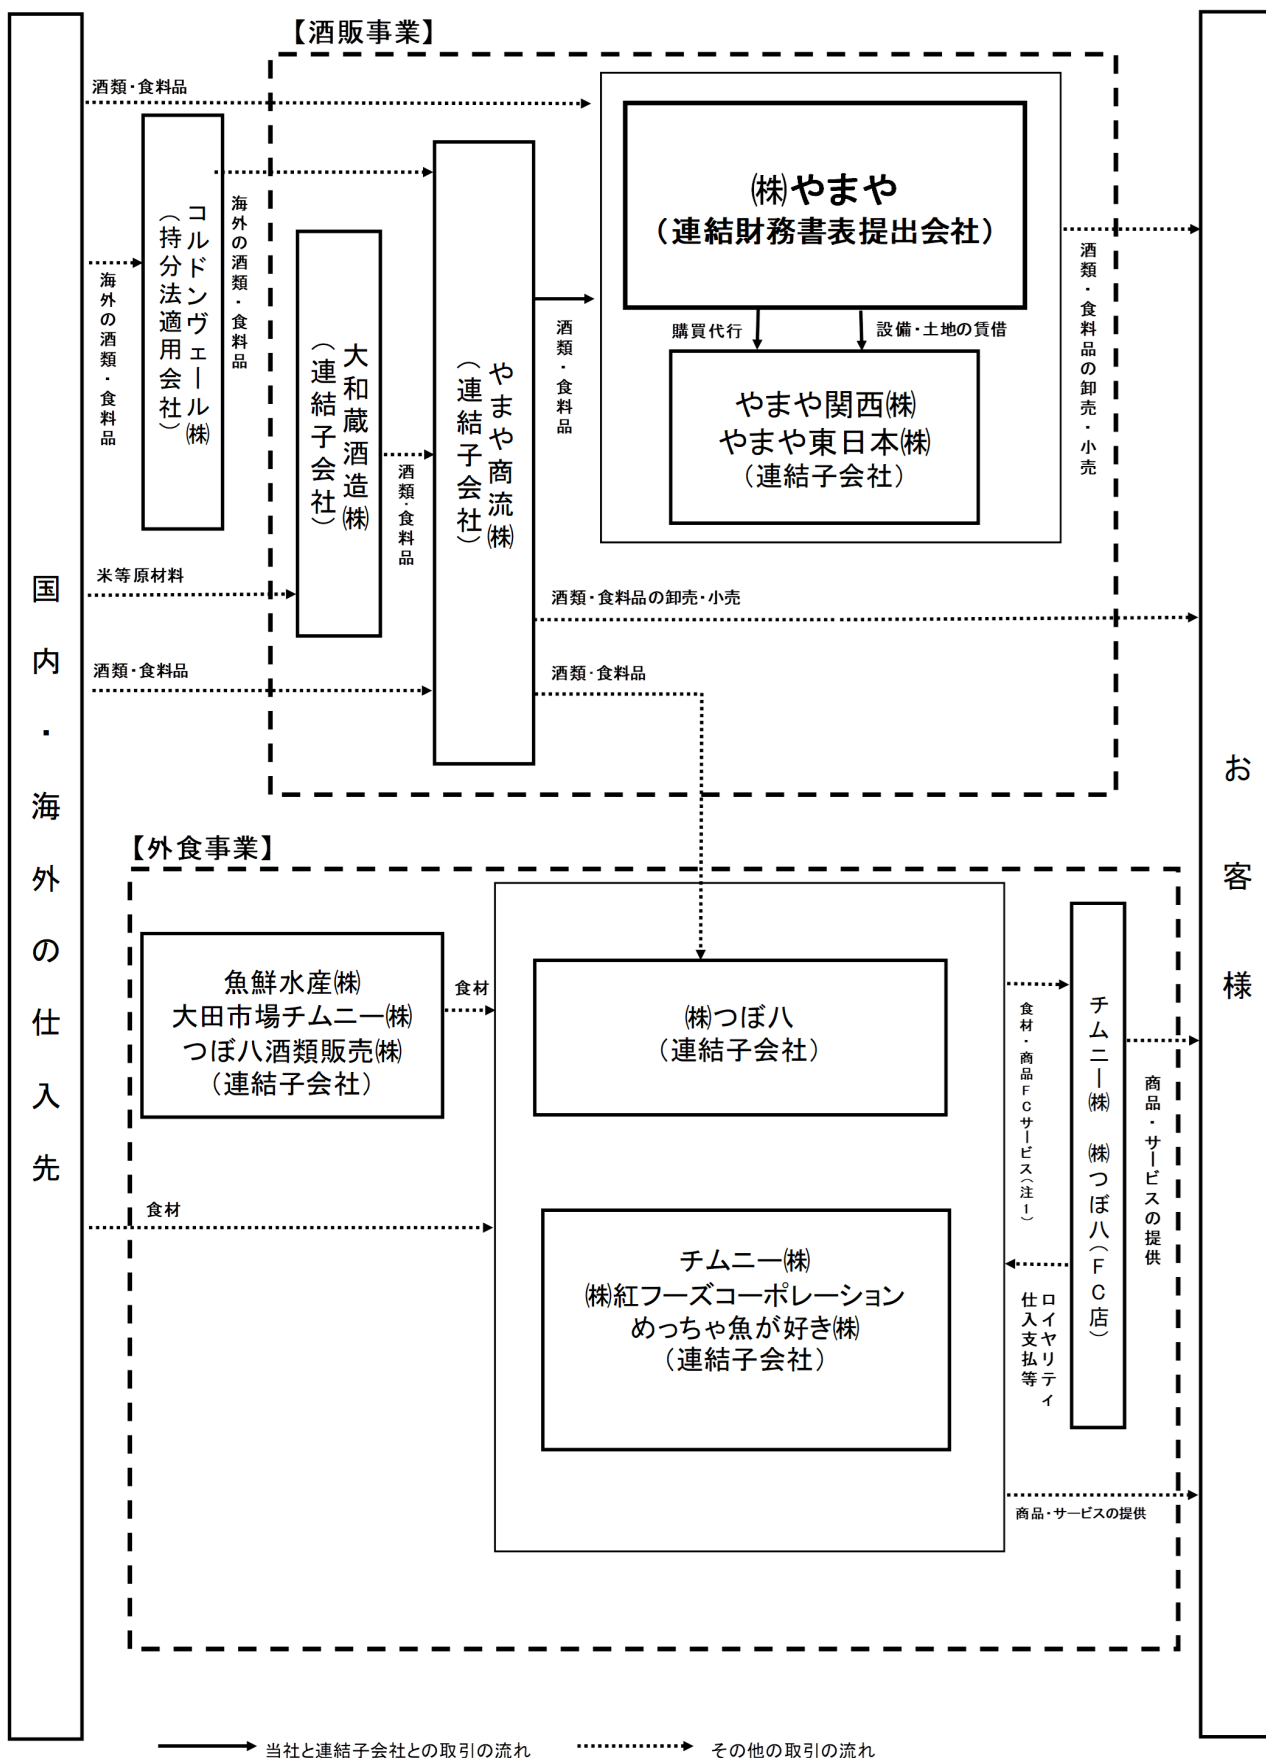 国内・海外の仕入先
【酒販事業】
酒類・食料品
コルドンヴェール㈱
（持分法適用会社）
海外の酒類・食料品
海外の酒類・食料品
大和蔵酒造㈱
（連結子会社）
酒類・食料品
やまや商流㈱
（連結子会社）
酒類・食料品
㈱やまや
（連結財務書表提出会社）
購買代行
設備・土地の賃借
やまや関西㈱
やまや東日本㈱
（連結子会社）
酒類・食料品の卸売・小売
米等原材料
酒類・食料品の卸売・小売
酒類・食料品
酒類・食料品
お客様
【外食事業】
魚鮮水産㈱
大田市場チムニー㈱
つぼ八酒類販売㈱
（連結子会社）
食材
㈱つぼ八
（連結子会社）
食材・商品FCサービス（注1）
チムニー㈱　㈱つぼ八（FC店）
商品・サービスの提供
食材
チムニー㈱
㈱紅フーズコーポレーション
めっちゃ魚が好き㈱
（連結子会社）
ロイヤリティ
仕入支払等
商品・サービスの提供
当社と連結子会社との取引の流れ
その他の取引の流れ